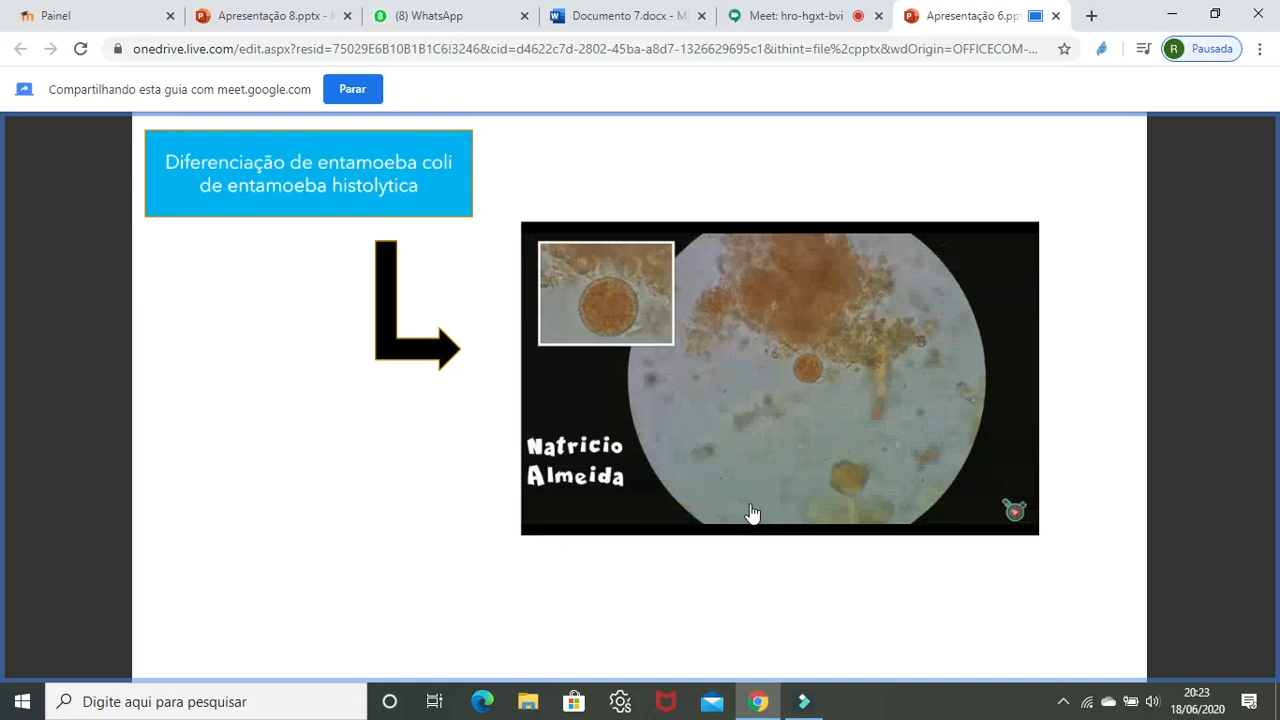 Painel
Apresentação 8.pptx - M
(8) WhatsApp
Documento 7.docx - Mi
Meet: hro-hgxt-bvi
Apresentação 6.ppt
onedrive.live.com/edit.aspx?resid=75029E6B10B1B1C6!3246&cid=d4622c7d-2802-45ba-a8d7-1326629695c1&ithint=file%2cpptx&wdOrigin=OFFICECOM-...
R Pausada
Compartilhando esta guia com meet.google.com
Parar
Diferenciação de entamoeba coli
de entamoeba histolytica
Natricio
Almeida
Digite aqui para pesquisar
20:23
18/06/2020